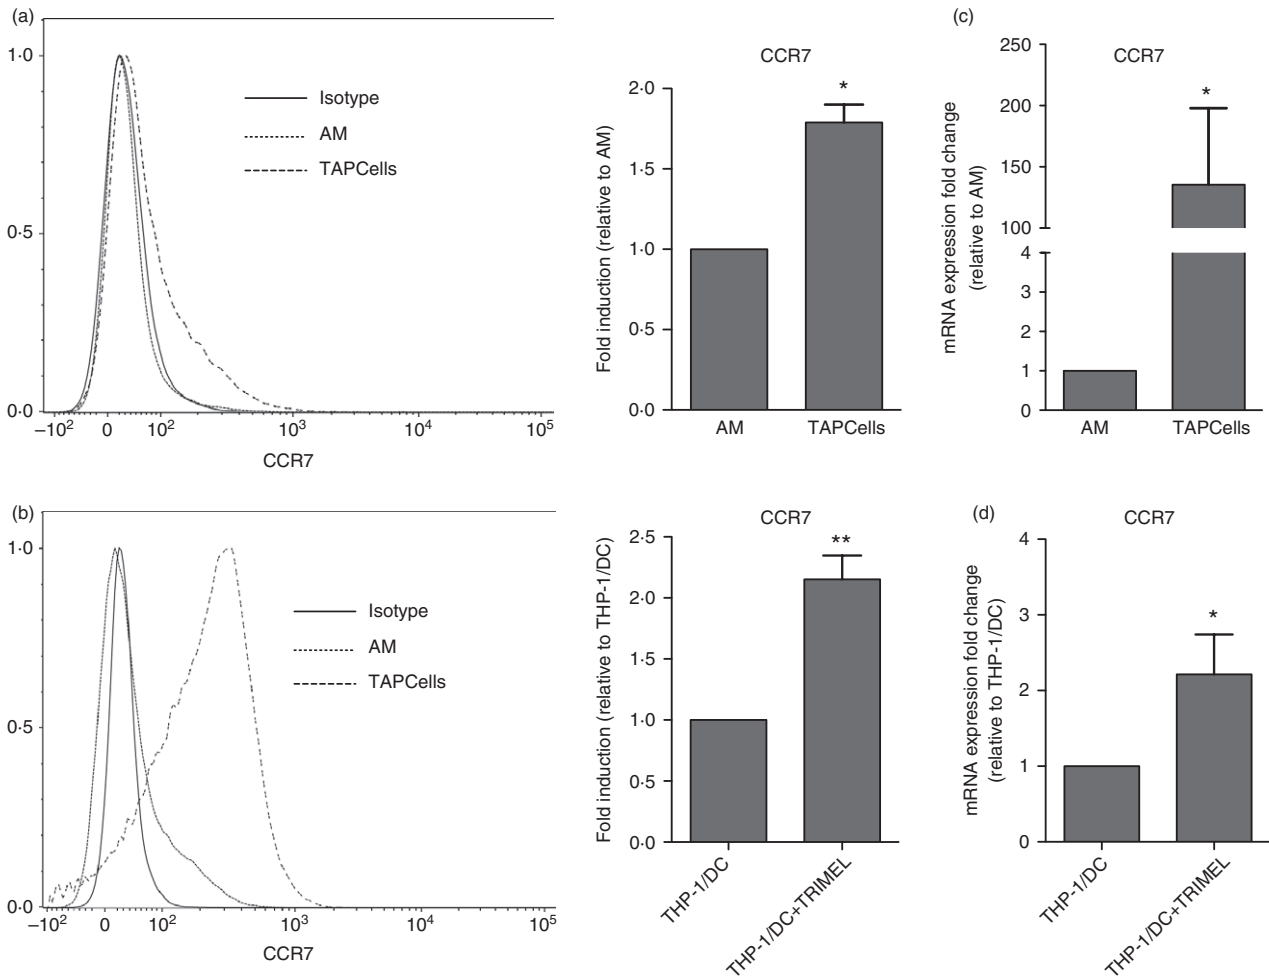 (a)
1·0
0·5
0·0
Isotype
AM
TAPCells
−10² 0 10² 10³ 10⁴ 10⁵
CCR7
CCR7
Fold induction (relative to AM)
2·0
1·5
1·0
0·5
0·0
*
AM TAPCells
(c)
CCR7
mRNA expression fold change
(relative to AM)
250
200
150
100
4
3
2
1
0
*
AM TAPCells
(b)
1·0
0·5
0·0
Isotype
AM
TAPCells
−10² 0 10² 10³ 10⁴ 10⁵
CCR7
CCR7
Fold induction (relative to THP-1/DC)
2·5
2·0
1·5
1·0
0·5
0·0
**
THP-1/DC
THP-1/DC+TRIMEL
(d)
CCR7
mRNA expression fold change
(relative to THP-1/DC)
4
3
2
1
0
*
THP-1/DC
THP-1/DC+TRIMEL